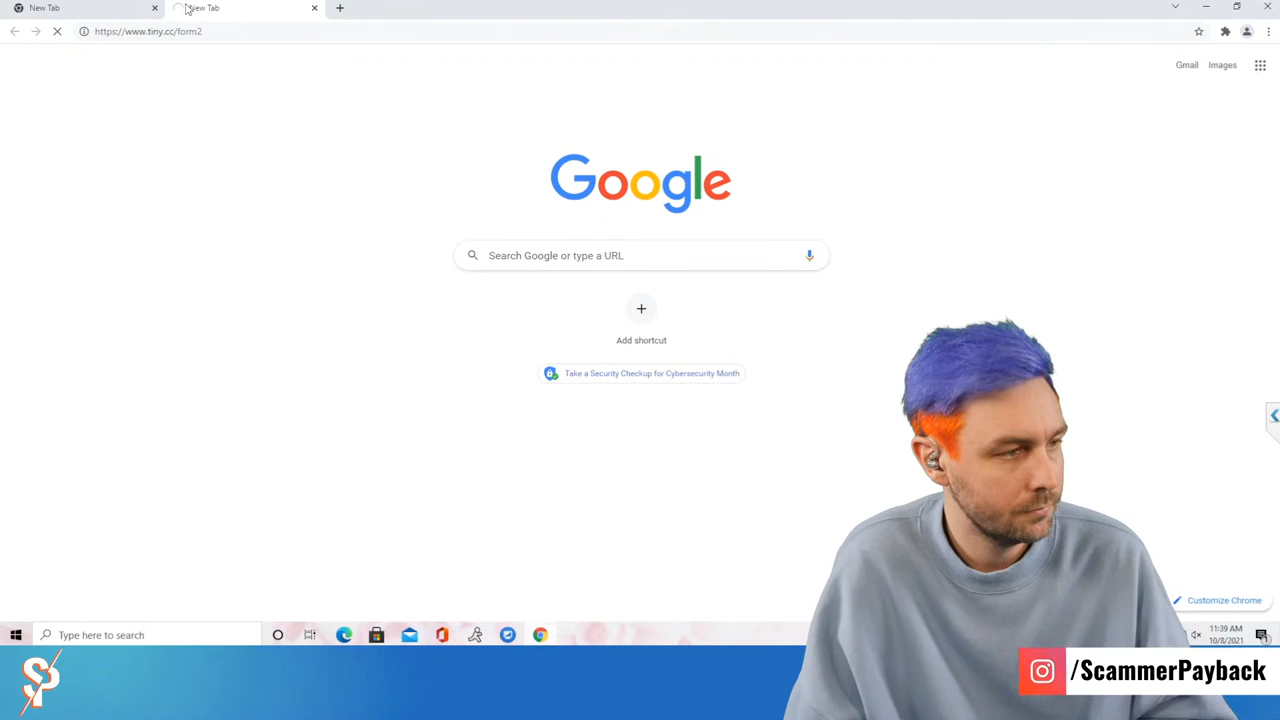 New Tab
New Tab
https://www.tiny.cc/form2
Gmail Images
Google
Search Google or type a URL
Add shortcut
Take a Security Checkup for Cybersecurity Month
Customize Chrome
Type here to search
11:39 AM
10/8/2021
SP
/ScammerPayback